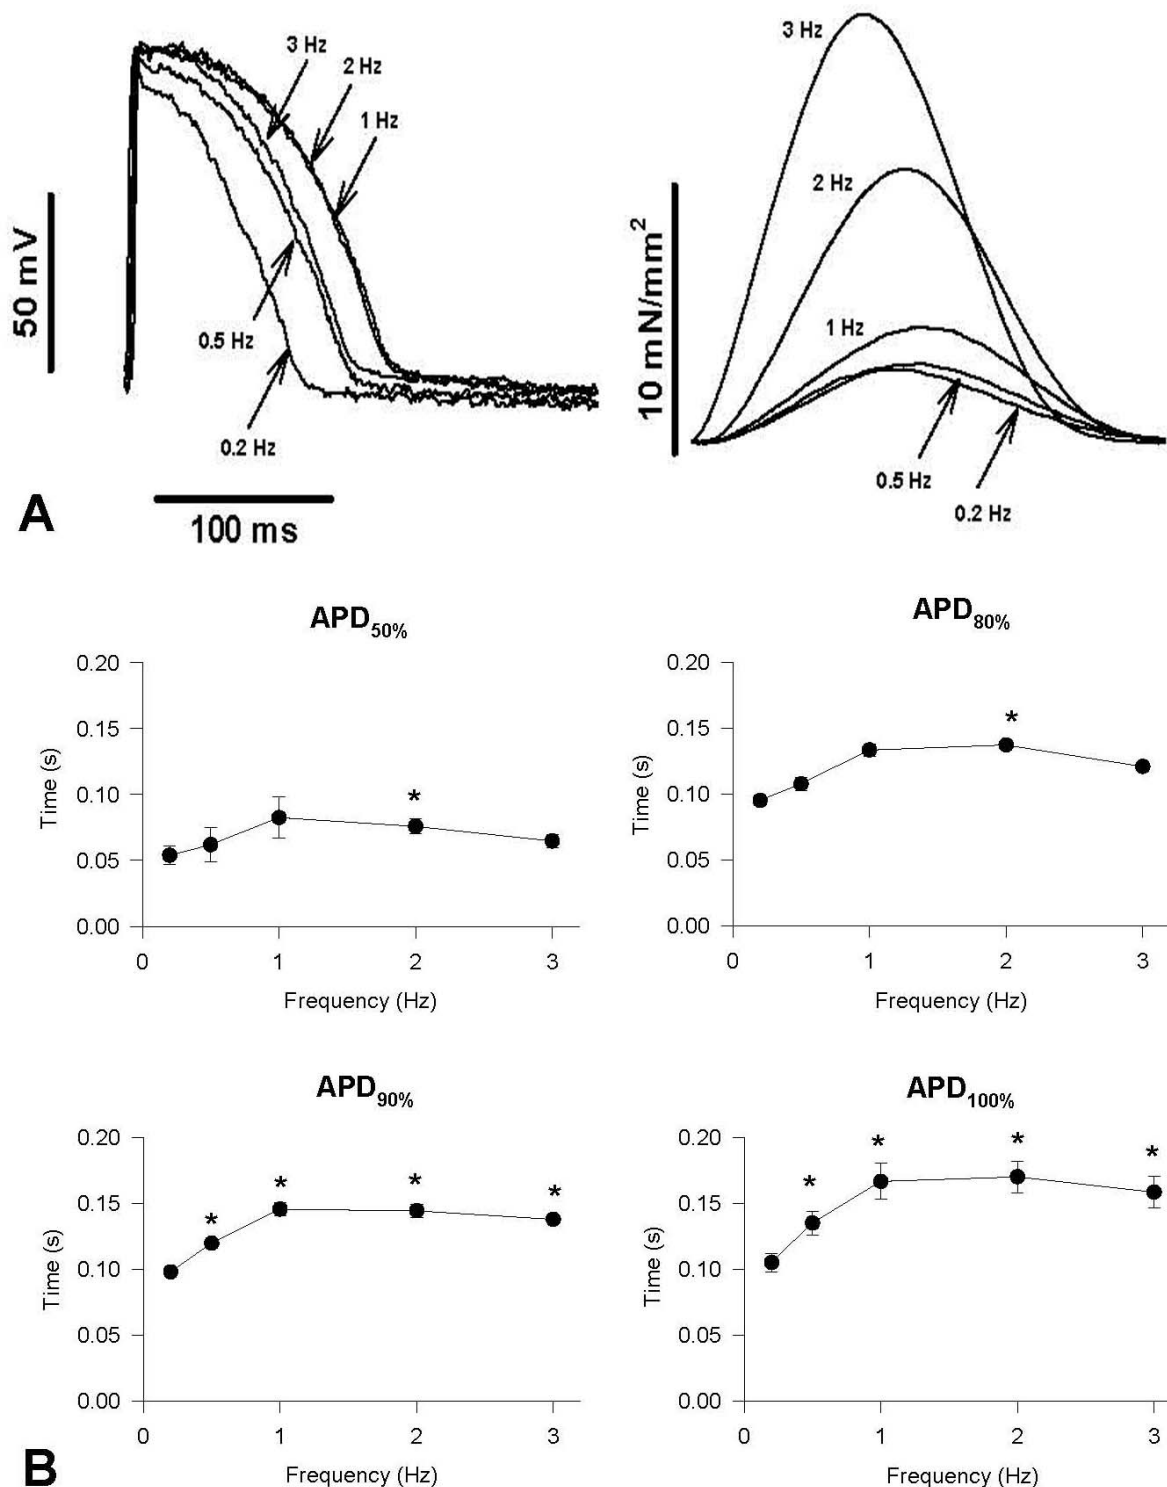 3 Hz
2 Hz
1 Hz
50 mV
0.5 Hz
0.2 Hz
100 ms
3 Hz
2 Hz
1 Hz
10 mN/mm²
0.5 Hz
0.2 Hz
A
APD50%
0.20
0.15
0.10
0.05
0.00
Time (s)
*
0 1 2 3
Frequency (Hz)
APD80%
0.20
0.15
0.10
0.05
0.00
Time (s)
*
0 1 2 3
Frequency (Hz)
APD90%
0.20
0.15
0.10
0.05
0.00
Time (s)
* * * *
0 1 2 3
Frequency (Hz)
APD100%
0.20
0.15
0.10
0.05
0.00
Time (s)
* * * *
0 1 2 3
Frequency (Hz)
B